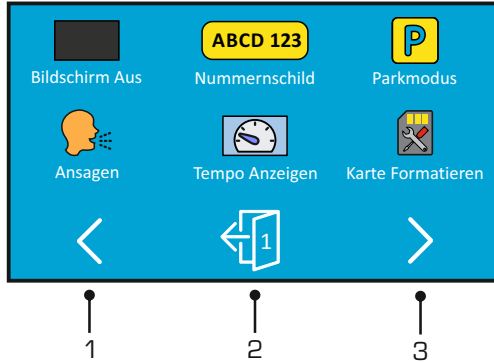 ABCD 123
P
Bildschirm Aus
Nummernschild
Parkmodus
Ansagen
Tempo Anzeigen
Karte Formatieren
1
1
2
3